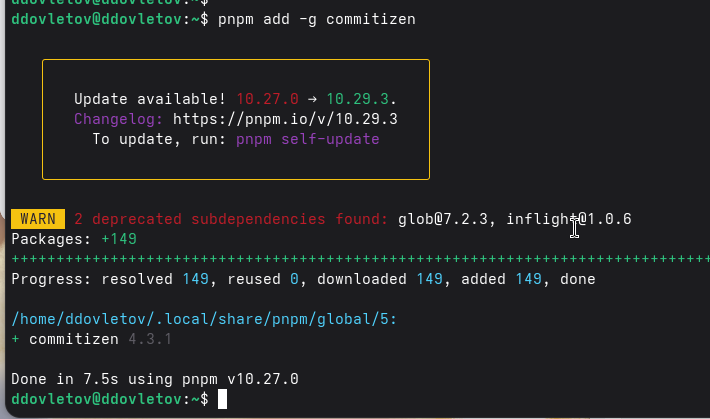 ddovletov@ddovletov:~$ pnpm add -g commitizen
Update available! 10.27.0 → 10.29.3.
Changelog: https://pnpm.io/v/10.29.3
To update, run: pnpm self-update
WARN 2 deprecated subdependencies found: glob@7.2.3, inflight@1.0.6
Packages: +149
++++++++++++++++++++++++++++++++++++++++++++++++++++++++++++++++++++++++++++++
Progress: resolved 149, reused 0, downloaded 149, added 149, done
/home/ddovletov/.local/share/pnpm/global/5:
+ commitizen 4.3.1
Done in 7.5s using pnpm v10.27.0
ddovletov@ddovletov:~$